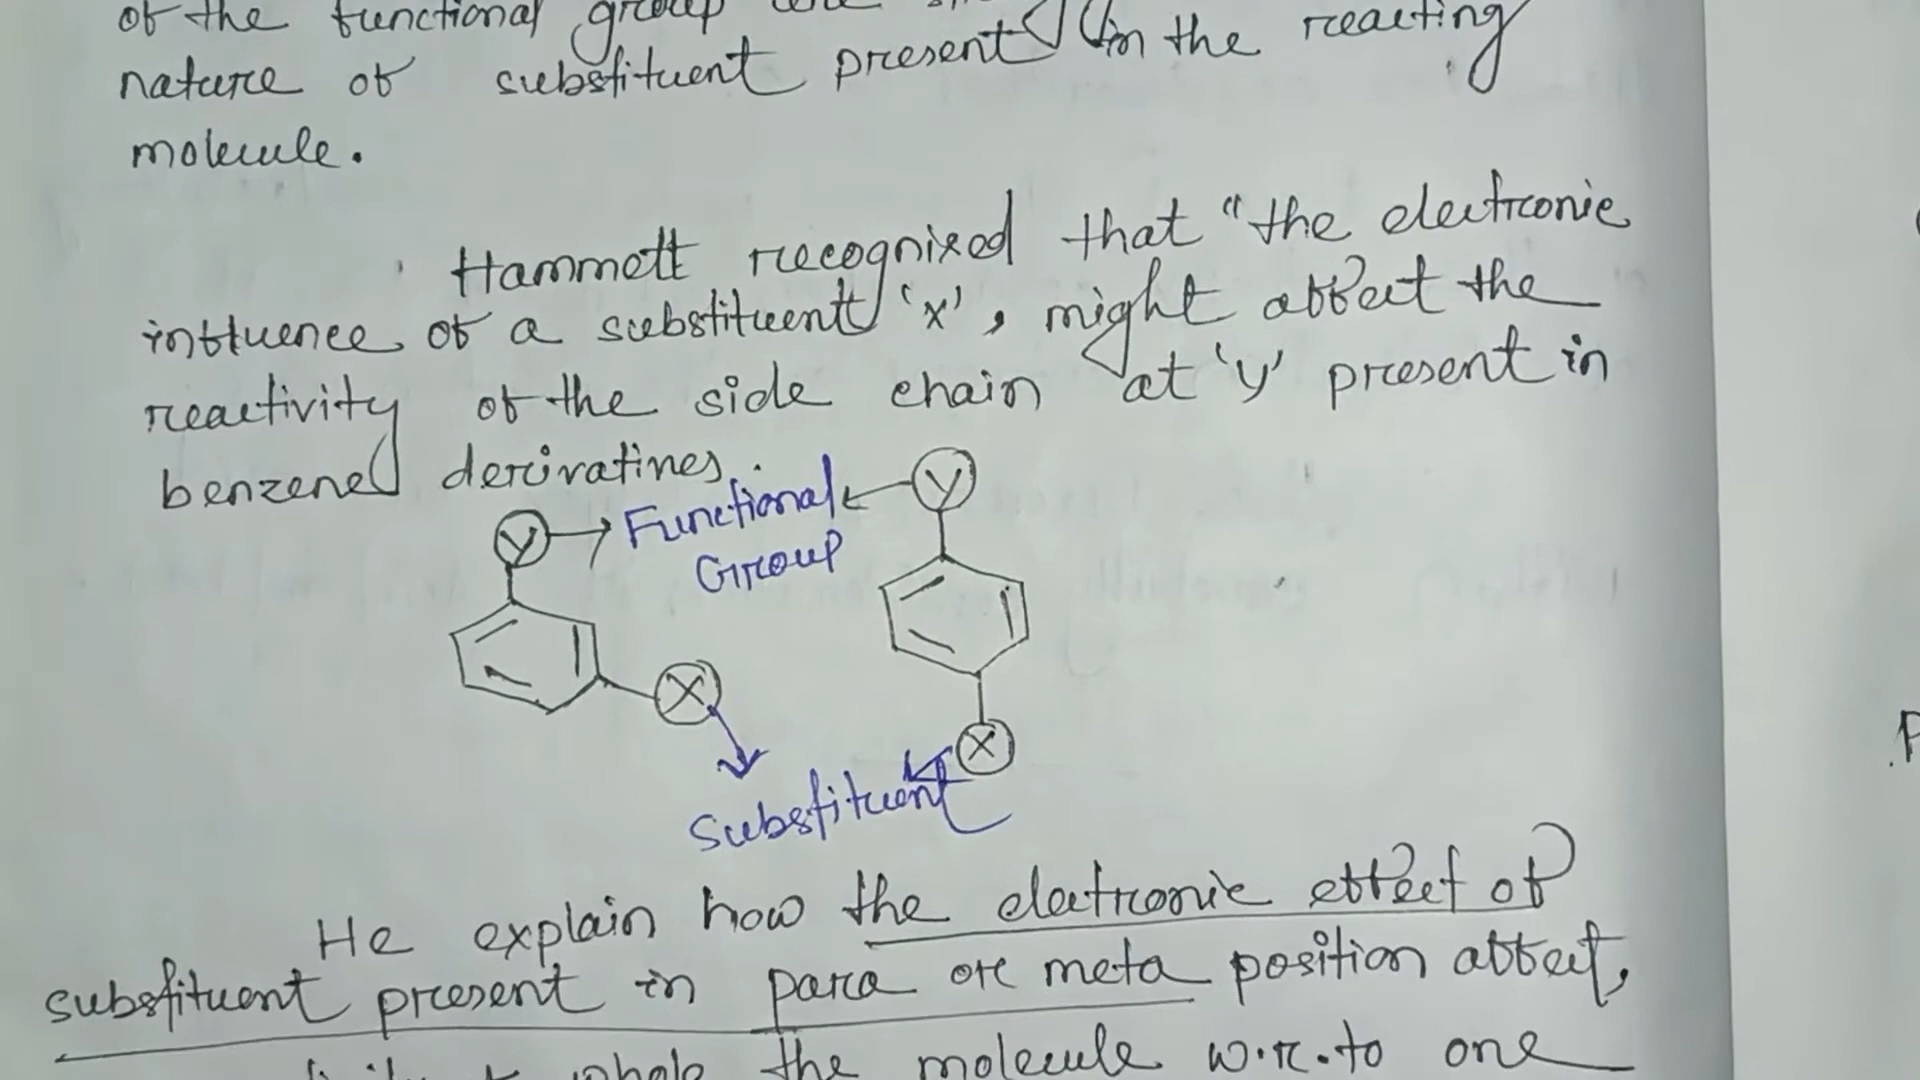 of the functional group
nature of substituent present in the reacting
molecule.
Hammett recognized that "the electronic
influence of a substituent 'x', might affect the
reactivity of the side chain at 'y' present in
benzene derivatives.
Y → Functional ← Y
Group
X
X
Substituent
He explain how the electronic effect of
substituent present in para or meta position affect,
whole the molecule w.r.to one